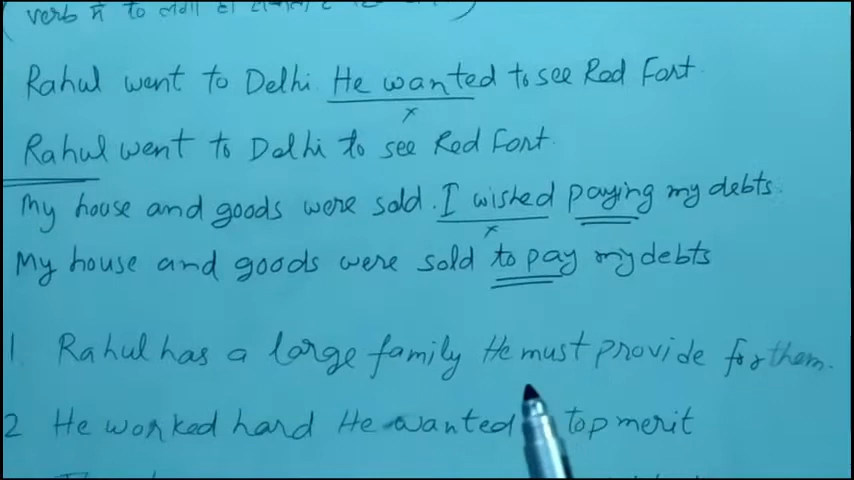 ( verb में to
Rahul went to Delhi. He wanted to see Red Fort.
x
Rahul went to Delhi to see Red Fort.
My house and goods were sold. I wished paying my debts.
x
My house and goods were sold to pay my debts
1 Rahul has a large family He must provide for them.
2 He worked hard He wanted top merit